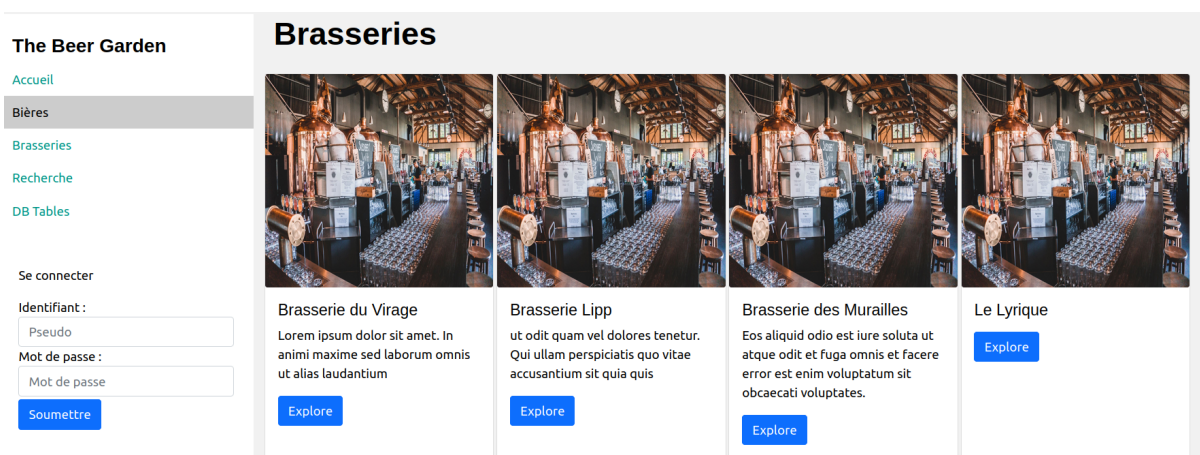 The Beer Garden
Accueil
Bières
Brasseries
Recherche
DB Tables
Se connecter
Identifiant :
Pseudo
Mot de passe :
Mot de passe
Soumettre
Brasseries
Brasserie du Virage
Lorem ipsum dolor sit amet. In
animi maxime sed laborum omnis
ut alias laudantium
Explore
Brasserie Lipp
ut odit quam vel dolores tenetur.
Qui ullam perspiciatis quo vitae
accusantium sit quia quis
Explore
Brasserie des Murailles
Eos aliquid odio est iure soluta ut
atque odit et fuga omnis et facere
error est enim voluptatum sit
obcaecati voluptates.
Explore
Le Lyrique
Explore